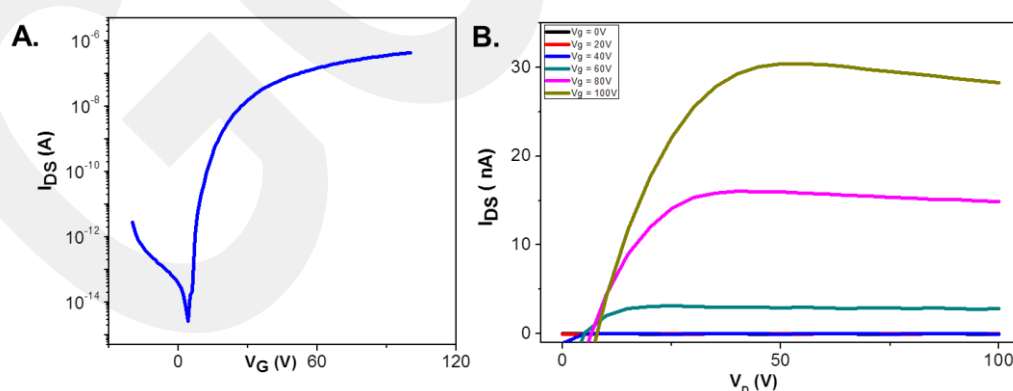 A.
I_DS (A)
10^-6
10^-8
10^-10
10^-12
10^-14
0
60
120
V_G (V)
B.
Vg = 0V
Vg = 20V
Vg = 40V
Vg = 60V
Vg = 80V
Vg = 100V
I_DS ( nA)
30
20
10
0
0
50
100
V_D (V)